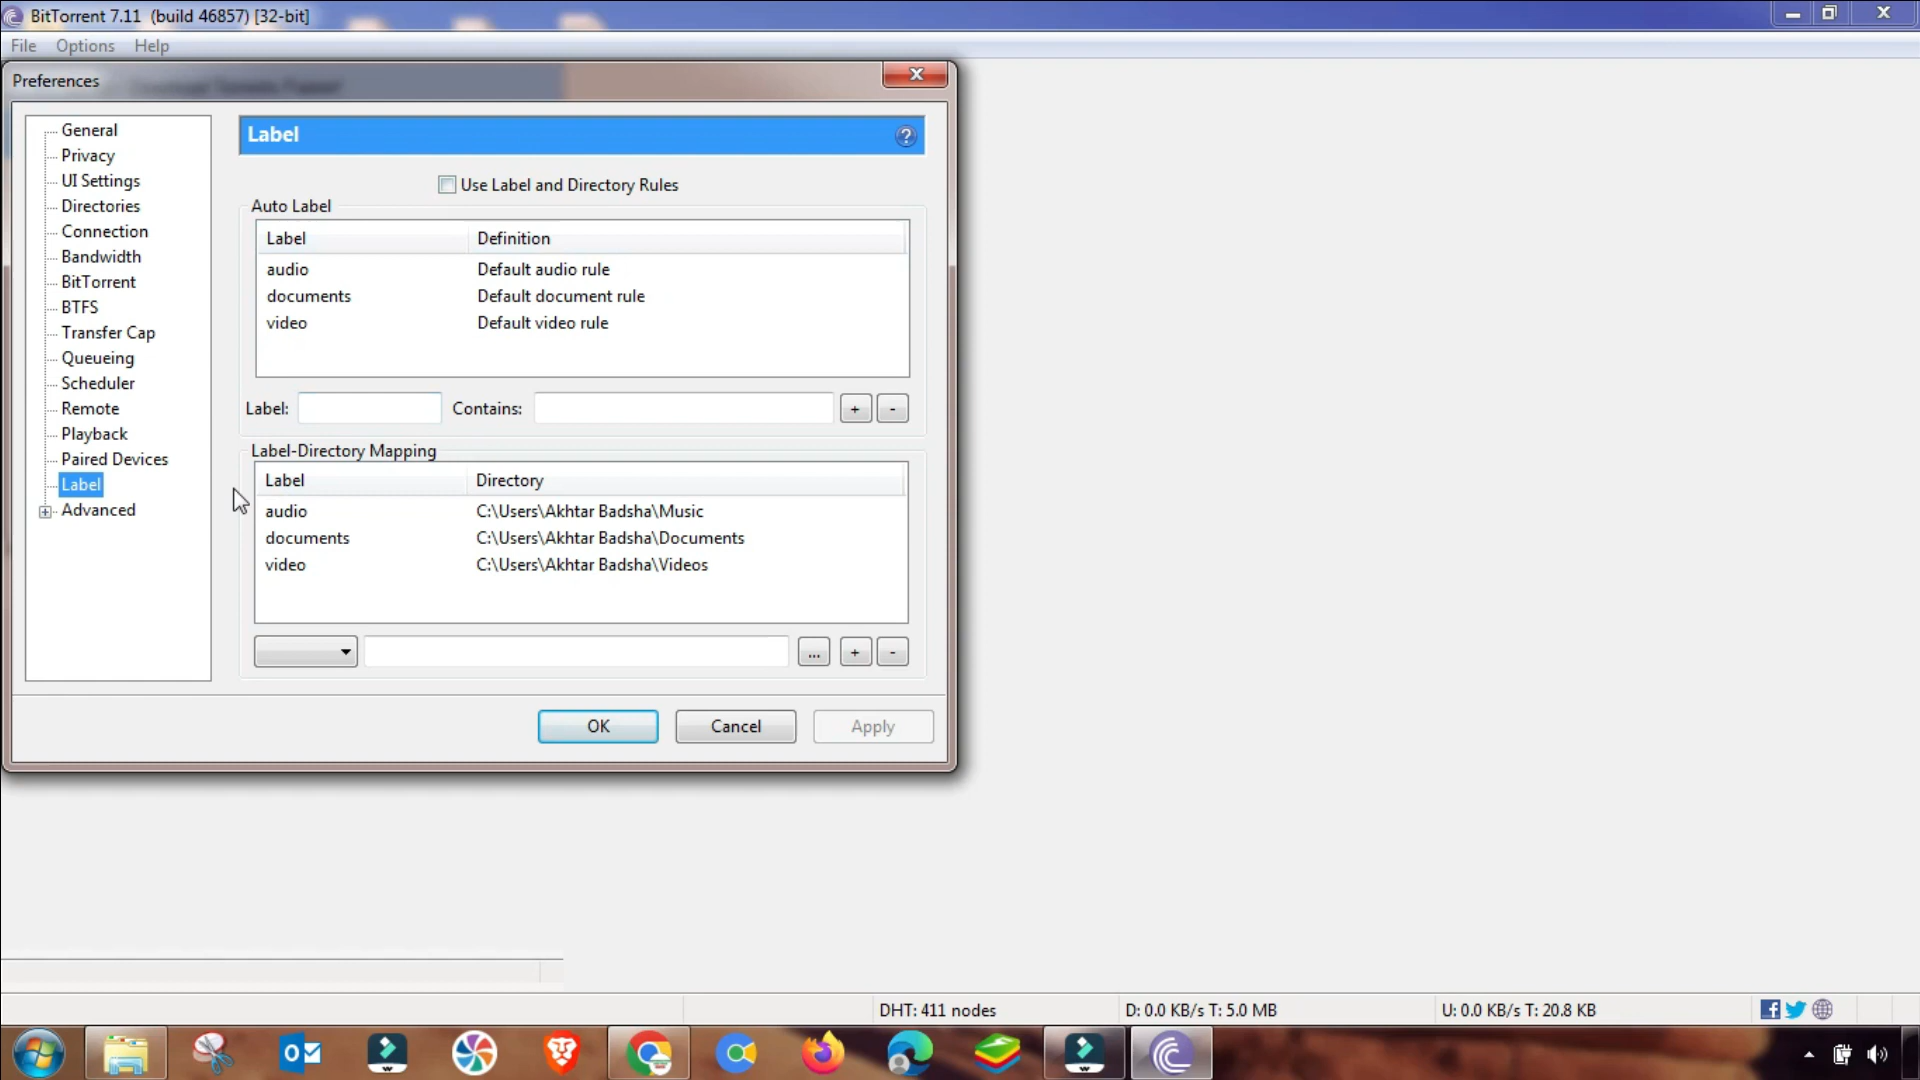 BitTorrent 7.11 (build 46857) [32-bit]
File Options Help
Preferences
General
Privacy
UI Settings
Directories
Connection
Bandwidth
BitTorrent
BTFS
Transfer Cap
Queueing
Scheduler
Remote
Playback
Paired Devices
Label
Advanced
Label
Use Label and Directory Rules
Auto Label
Label Definition
audio Default audio rule
documents Default document rule
video Default video rule
Label: Contains: + -
Label-Directory Mapping
Label Directory
audio C:\Users\Akhtar Badsha\Music
documents C:\Users\Akhtar Badsha\Documents
video C:\Users\Akhtar Badsha\Videos
... + -
OK Cancel Apply
DHT: 411 nodes D: 0.0 KB/s T: 5.0 MB U: 0.0 KB/s T: 20.8 KB